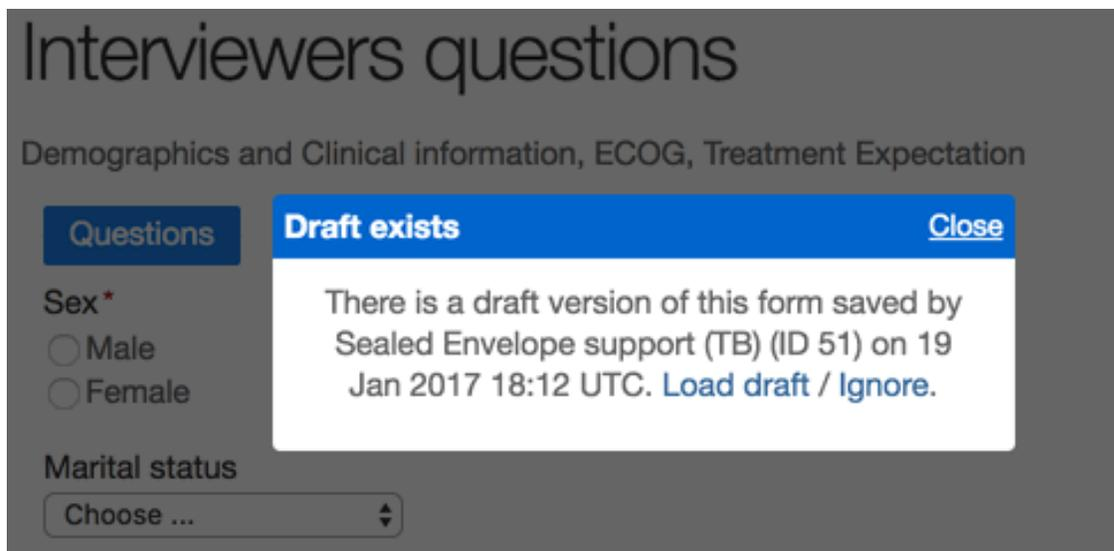 Interviewers questions
Demographics and Clinical information, ECOG, Treatment Expectation
Questions
Draft exists
Close
There is a draft version of this form saved by
Sealed Envelope support (TB) (ID 51) on 19
Jan 2017 18:12 UTC. Load draft / Ignore.
Sex*
Male
Female
Marital status
Choose ...